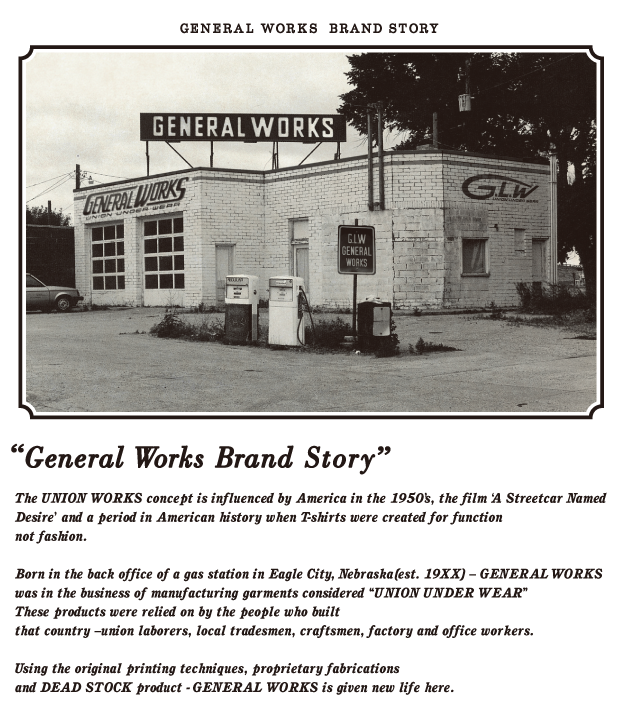 GENERAL WORKS BRAND STORY
GENERAL WORKS
GENERAL WORKS
UNION UNDER WEAR
G.L.W
UNION UNDER WEAR
G.L.W
GENERAL
WORKS
“General Works Brand Story”
The UNION WORKS concept is influenced by America in the 1950's, the film 'A Streetcar Named
Desire' and a period in American history when T-shirts were created for function
not fashion.
Born in the back office of a gas station in Eagle City, Nebraska(est. 19XX) – GENERAL WORKS
was in the business of manufacturing garments considered “UNION UNDER WEAR”
These products were relied on by the people who built
that country –union laborers, local tradesmen, craftsmen, factory and office workers.
Using the original printing techniques, proprietary fabrications
and DEAD STOCK product - GENERAL WORKS is given new life here.